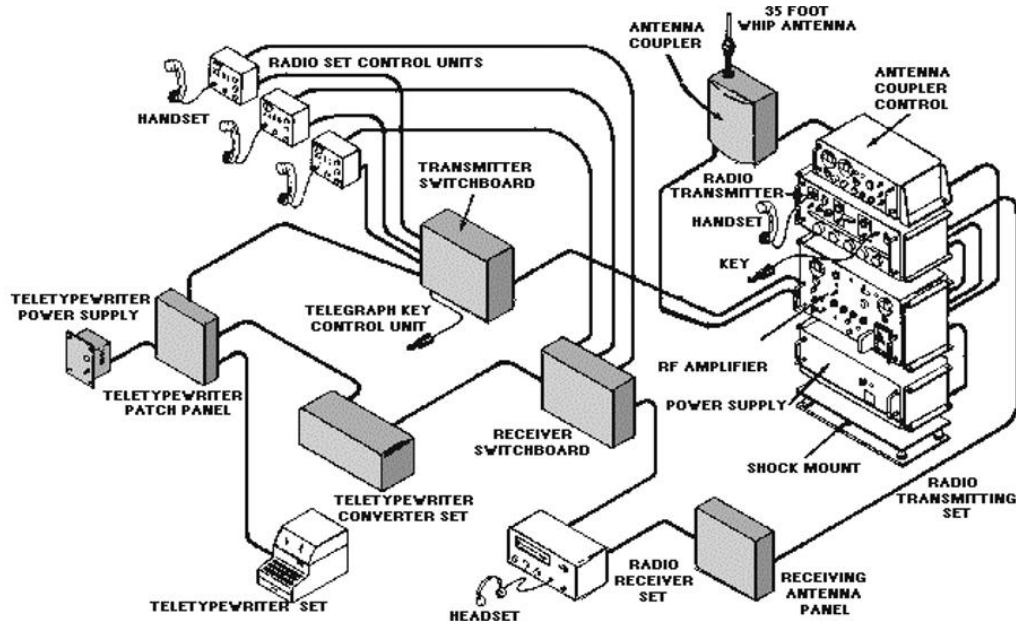 35 FOOT
WHIP ANTENNA
ANTENNA
COUPLER
RADIO SET CONTROL UNITS
ANTENNA
COUPLER
CONTROL
HANDSET
TRANSMITTER
SWITCHBOARD
RADIO
TRANSMITTER
HANDSET
KEY
TELETYPEWRITER
POWER SUPPLY
TELEGRAPH KEY
CONTROL UNIT
RF AMPLIFIER
TELETYPEWRITER
PATCH PANEL
POWER SUPPLY
RECEIVER
SWITCHBOARD
SHOCK MOUNT
TELETYPEWRITER
CONVERTER SET
RADIO
TRANSMITTING
SET
RADIO
RECEIVER
SET
RECEIVING
ANTENNA
PANEL
TELETYPEWRITER SET
HEADSET